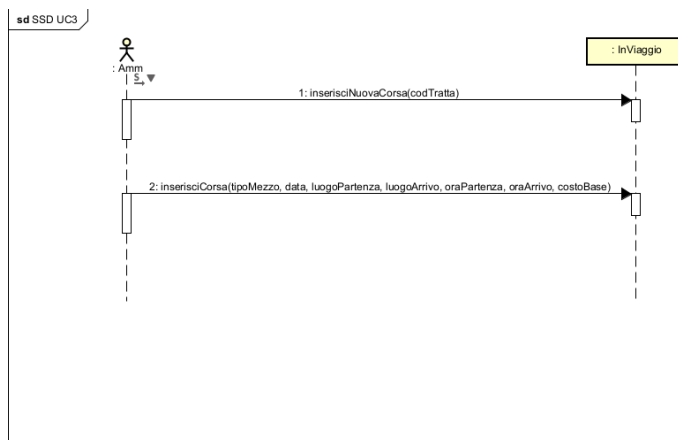 sd SSD UC3
: Amm
S
: InViaggio
1: inserisciNuovaCorsa(codTratta)
2: inserisciCorsa(tipoMezzo, data, luogoPartenza, luogoArrivo, oraPartenza, oraArrivo, costoBase)